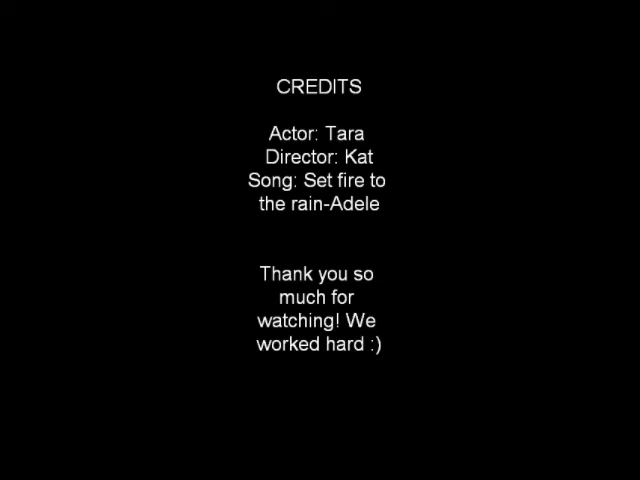 CREDITS
Actor: Tara
Director: Kat
Song: Set fire to
the rain-Adele
Thank you so
much for
watching! We
worked hard :)